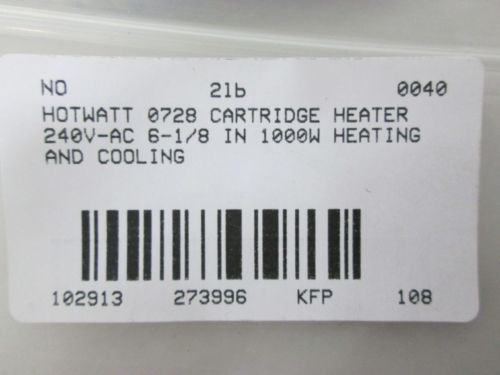 NO 2lb 0040
HOTWATT 0728 CARTRIDGE HEATER
240V-AC 6-1/8 IN 1000W HEATING
AND COOLING
102913 273996 KFP 108